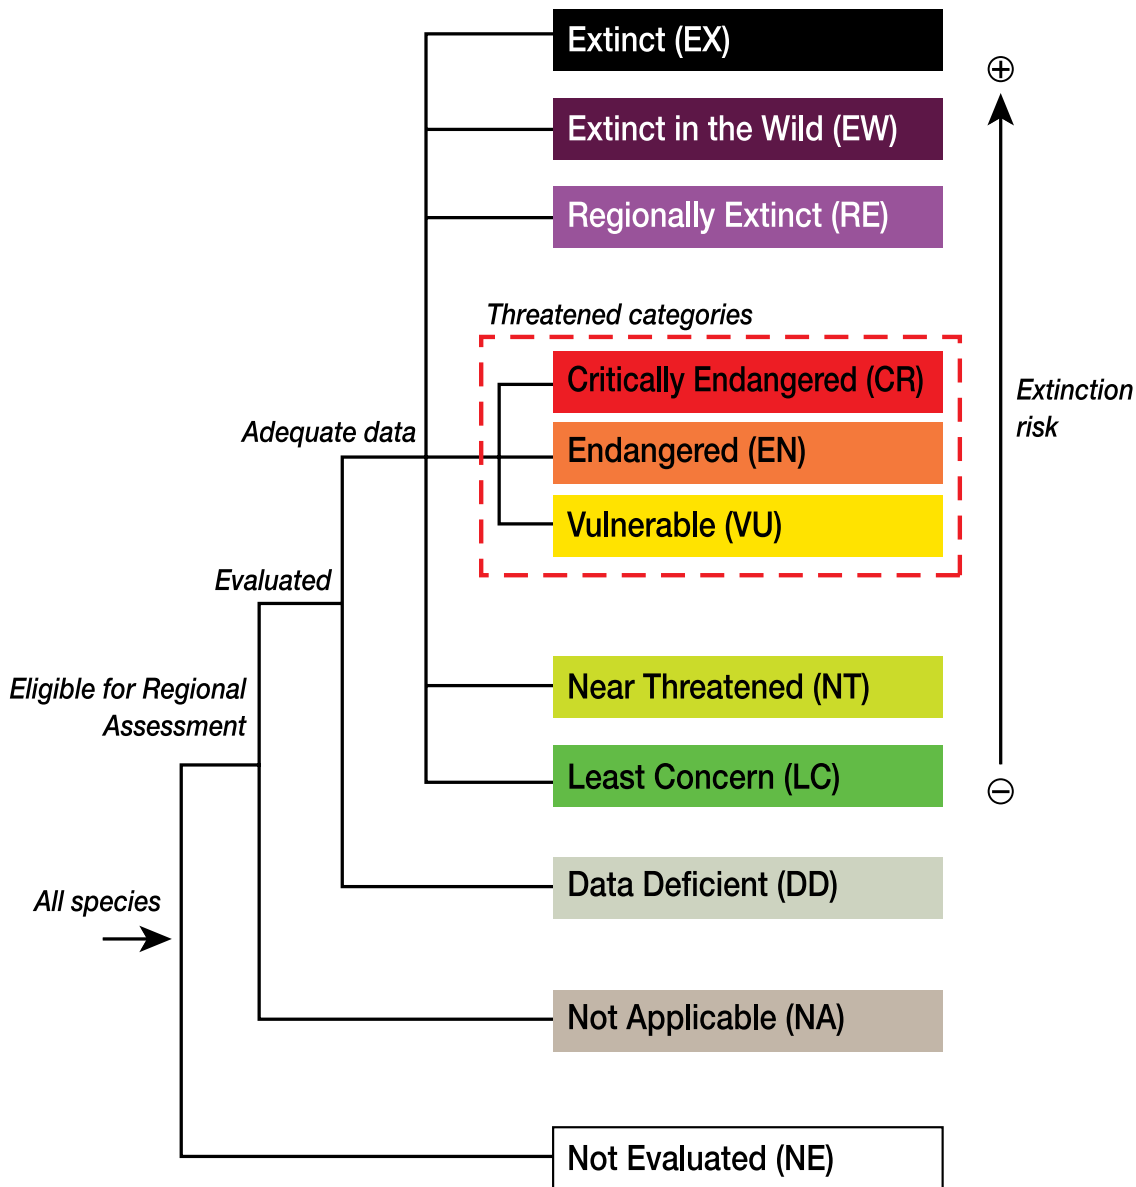 Extinct (EX)
Extinct in the Wild (EW)
Regionally Extinct (RE)
Threatened categories
Critically Endangered (CR)
Extinction
risk
Adequate data
Endangered (EN)
Vulnerable (VU)
Evaluated
Eligible for Regional
Assessment
Near Threatened (NT)
Least Concern (LC)
Data Deficient (DD)
All species
Not Applicable (NA)
Not Evaluated (NE)